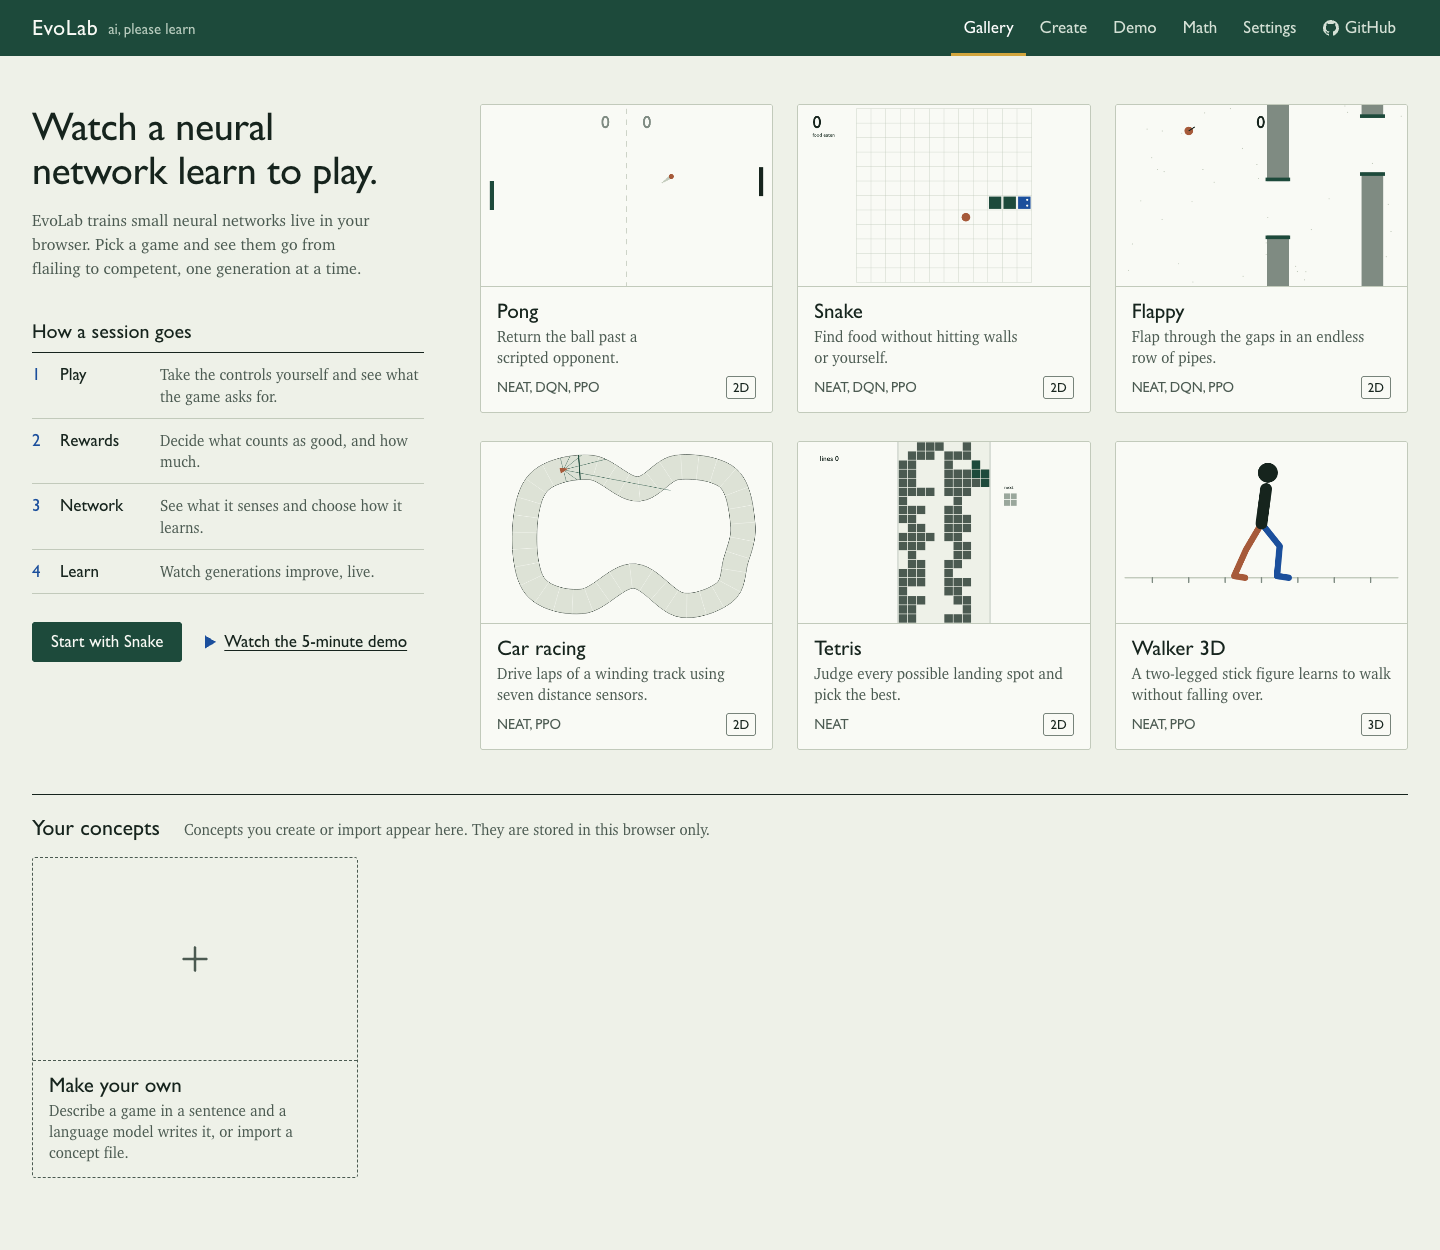 EvoLab ai, please learn
Gallery Create Demo Math Settings GitHub
Watch a neural
network learn to play.
EvoLab trains small neural networks live in your
browser. Pick a game and see them go from
flailing to competent, one generation at a time.
How a session goes
1 Play Take the controls yourself and see what
the game asks for.
2 Rewards Decide what counts as good, and how
much.
3 Network See what it senses and choose how it
learns.
4 Learn Watch generations improve, live.
Start with Snake
Watch the 5-minute demo
0 0
Pong
Return the ball past a
scripted opponent.
NEAT, DQN, PPO 2D
0
food eaten
Snake
Find food without hitting walls
or yourself.
NEAT, DQN, PPO 2D
0
Flappy
Flap through the gaps in an endless
row of pipes.
NEAT, DQN, PPO 2D
Car racing
Drive laps of a winding track using
seven distance sensors.
NEAT, PPO 2D
lines 0
next
Tetris
Judge every possible landing spot and
pick the best.
NEAT 2D
Walker 3D
A two-legged stick figure learns to walk
without falling over.
NEAT, PPO 3D
Your concepts Concepts you create or import appear here. They are stored in this browser only.
Make your own
Describe a game in a sentence and a
language model writes it, or import a
concept file.